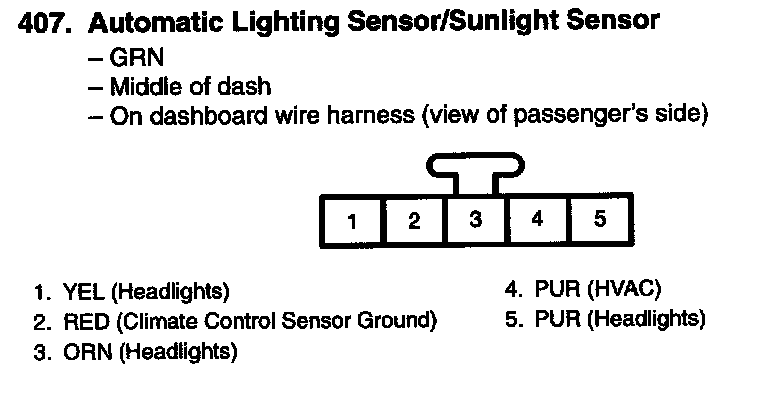 407. Automatic Lighting Sensor/Sunlight Sensor
– GRN
– Middle of dash
– On dashboard wire harness (view of passenger's side)
1 2 3 4 5
1. YEL (Headlights)
2. RED (Climate Control Sensor Ground)
3. ORN (Headlights)
4. PUR (HVAC)
5. PUR (Headlights)